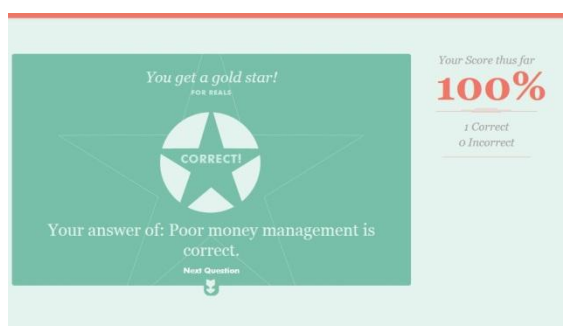 You get a gold star!
FOR REALS
CORRECT!
Your answer of: Poor money management is
correct.
Next Question
Your Score thus far
100%
1 Correct
0 Incorrect